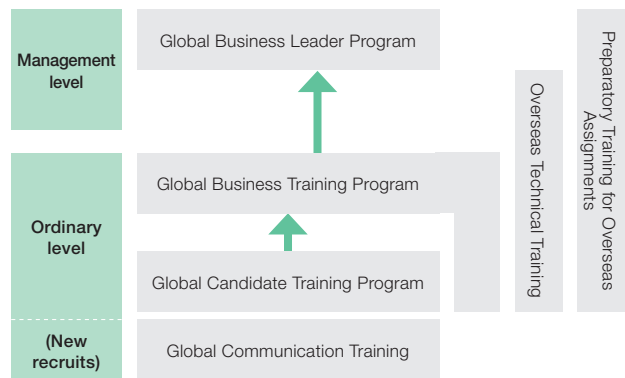 Management
level
Global Business Leader Program
Ordinary
level
Global Business Training Program
Global Candidate Training Program
(New
recruits)
Global Communication Training
Overseas Technical Training
Preparatory Training for Overseas
Assignments